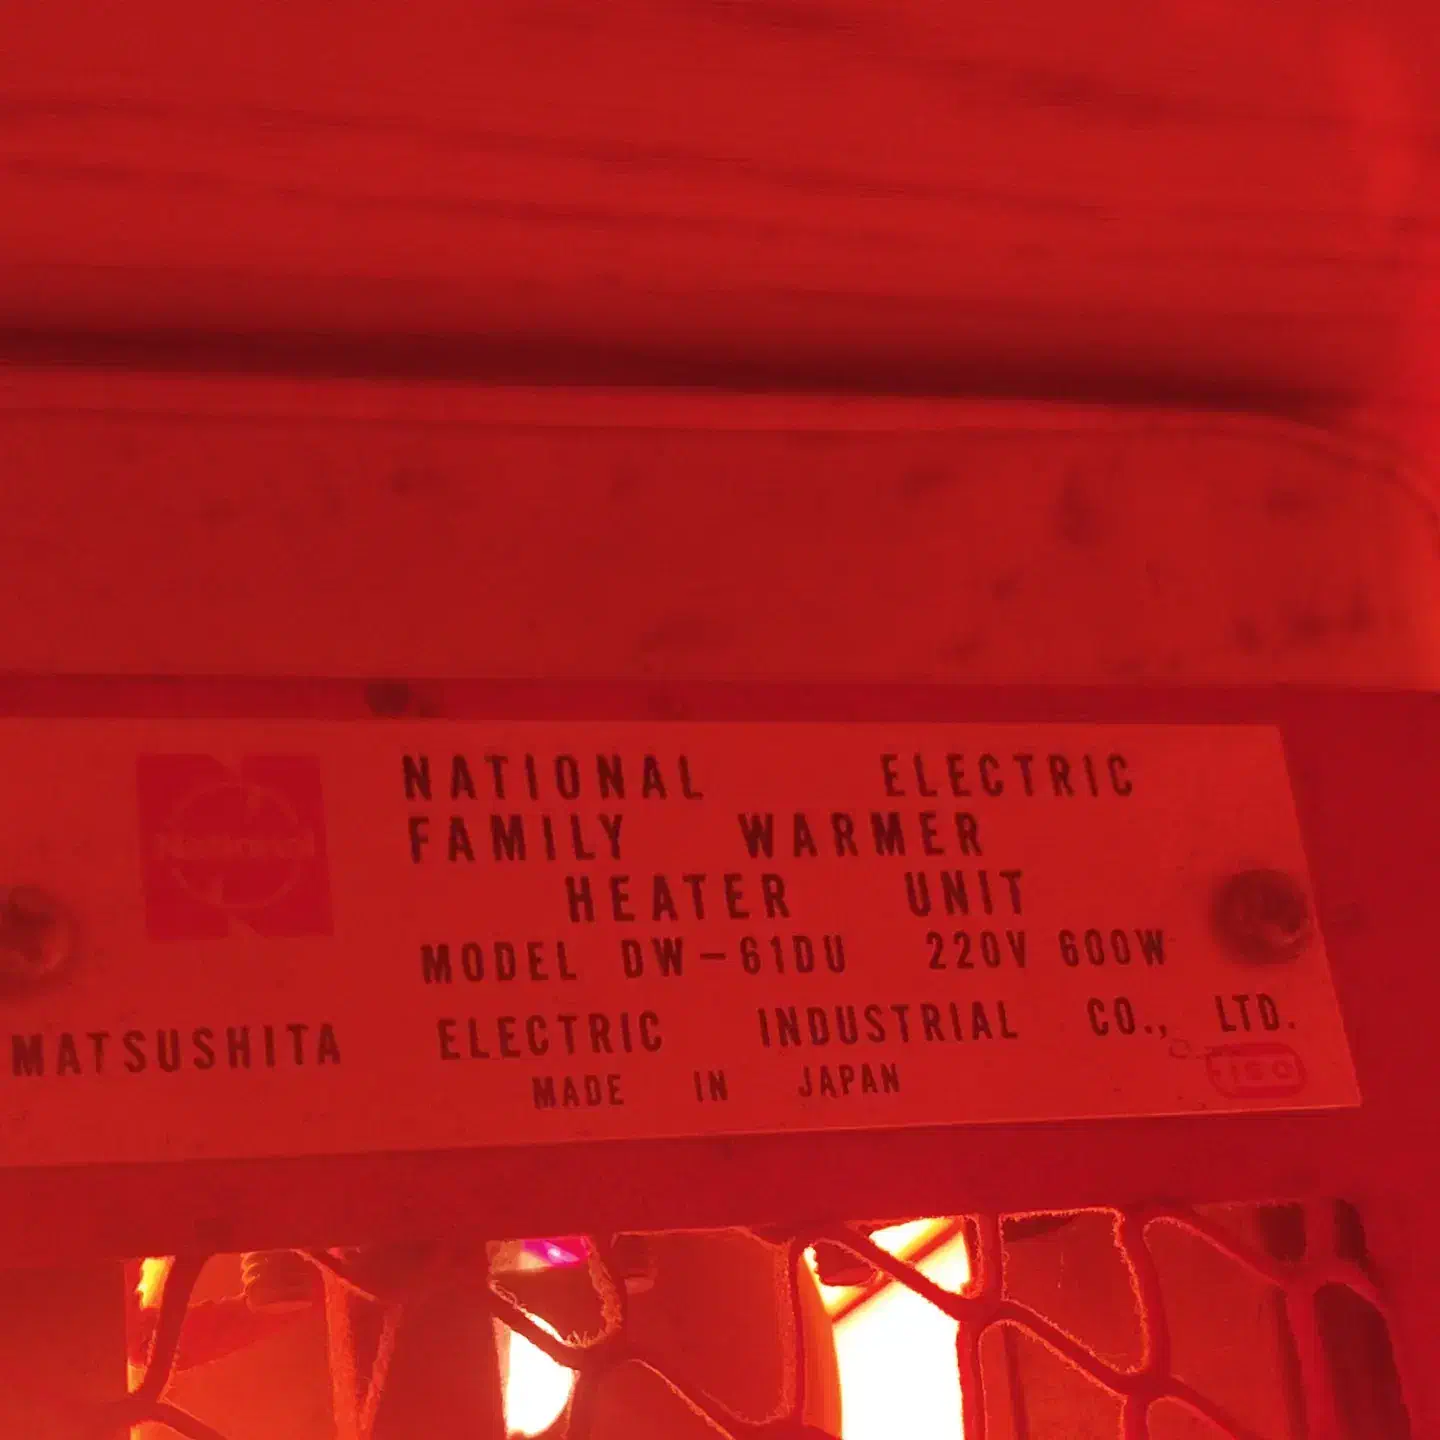 National
NATIONAL ELECTRIC
FAMILY WARMER
HEATER UNIT
MODEL DW-61DU 220V 600W
MATSUSHITA ELECTRIC INDUSTRIAL CO., LTD.
MADE IN JAPAN